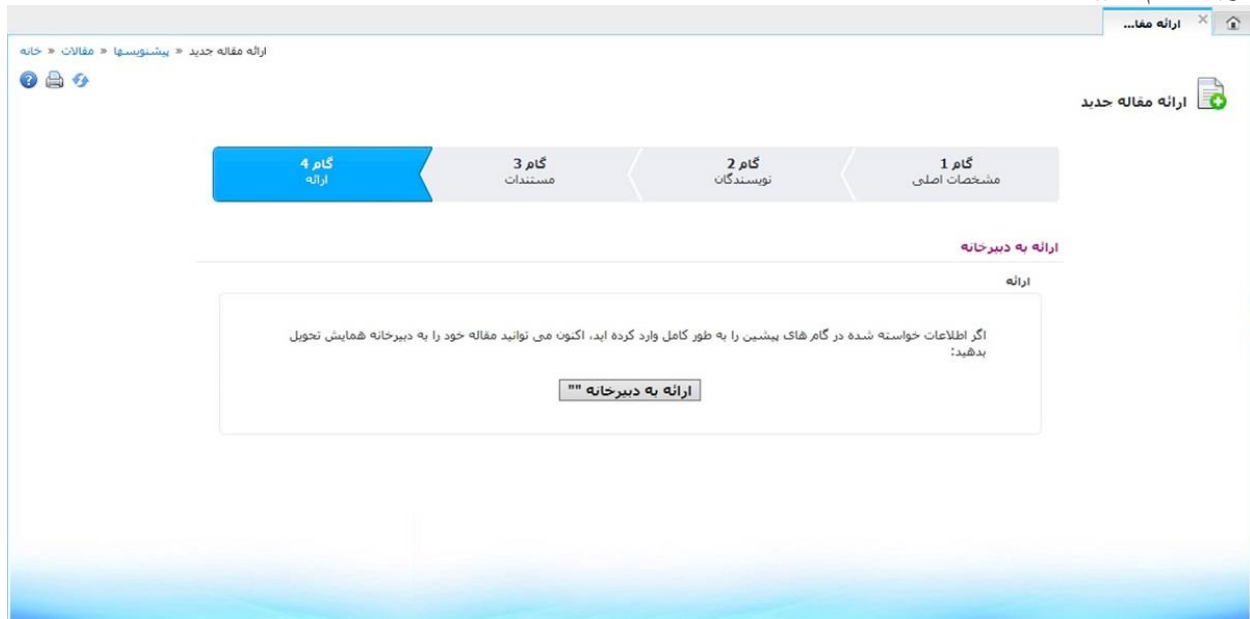 ارائه مقا...
خانه » مقالات » پیشنویسها » ارائه مقاله جدید
ارائه مقاله جدید
گام 1
مشخصات اصلی
گام 2
نویسندگان
گام 3
مستندات
گام 4
ارائه
ارائه به دبیرخانه
ارائه
اگر اطلاعات خواسته شده در گام های پیشین را به طور کامل وارد کرده اید، اکنون می توانید مقاله خود را به دبیرخانه همایش تحویل
بدهید:
ارائه به دبیرخانه ""